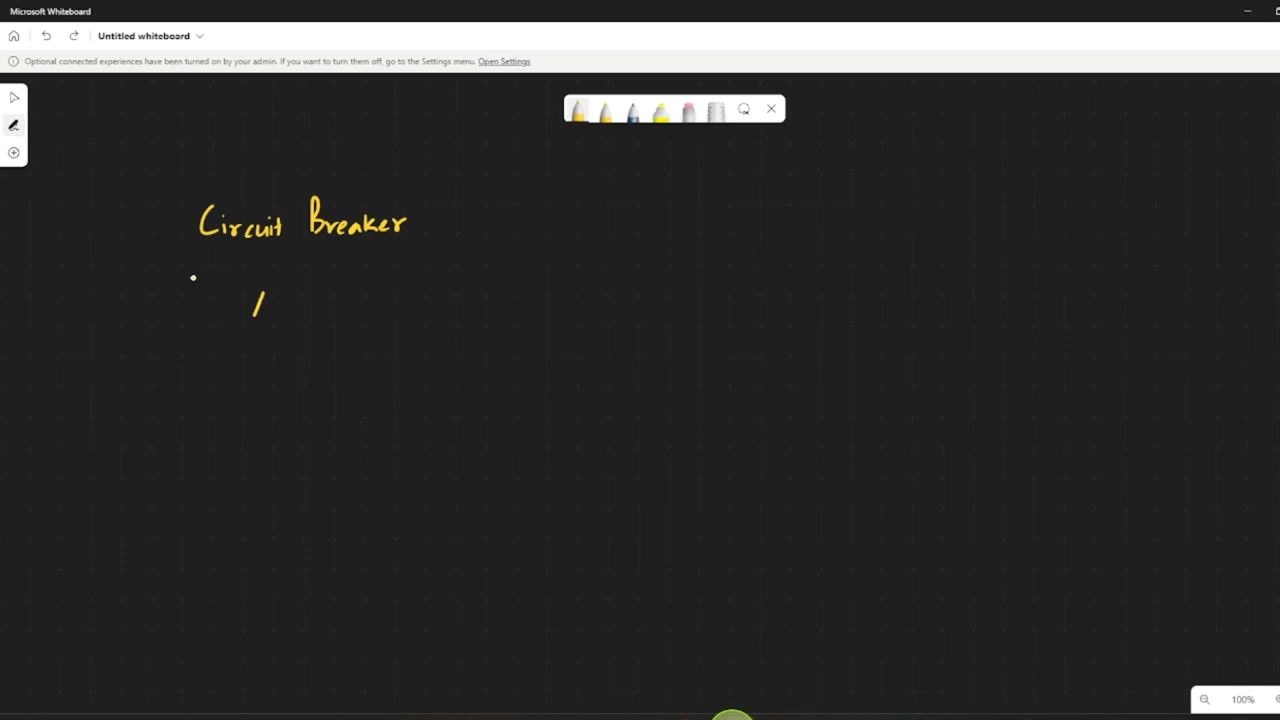 Microsoft Whiteboard
Untitled whiteboard
Optional connected experiences have been turned on by your admin. If you want to turn them off, go to the Settings menu. Open Settings
Circuit Breaker
100%